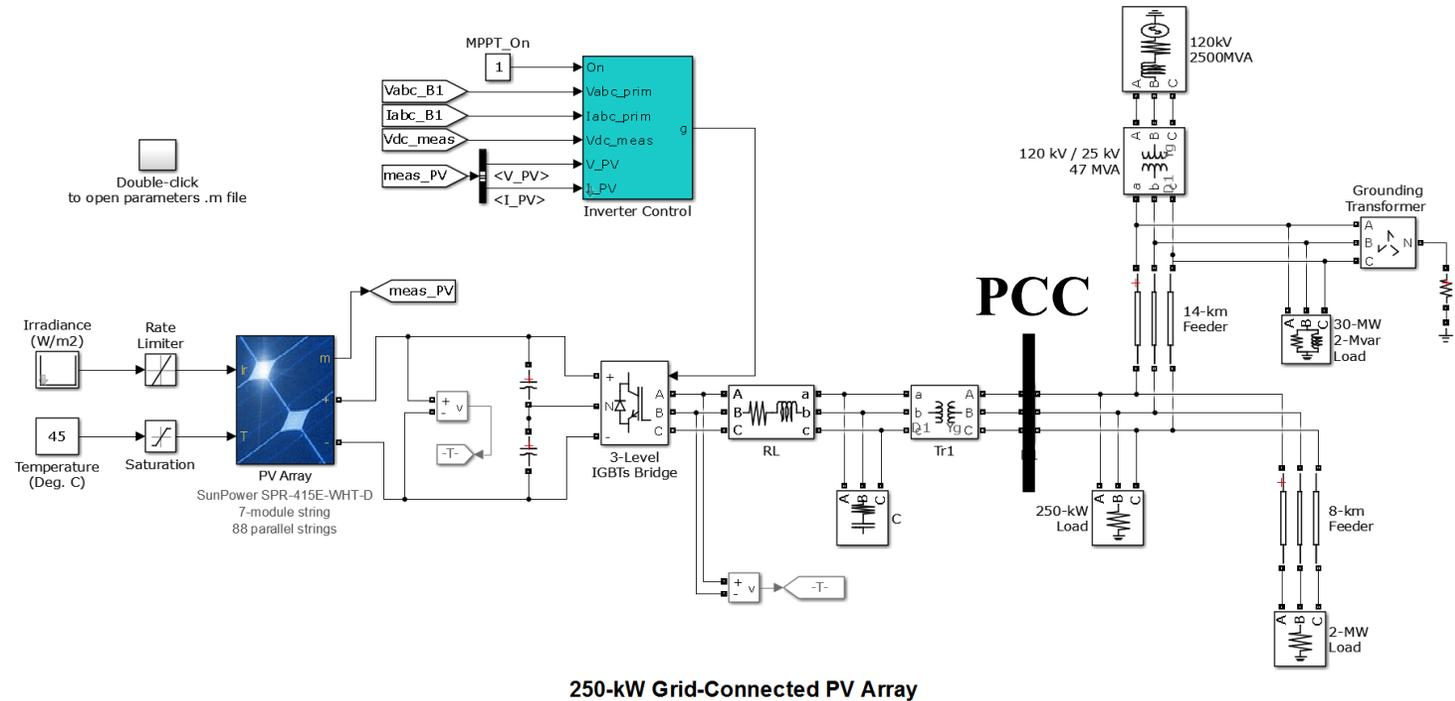 MPPT_On
1
On
Vabc_B1
Vabc_prim
Iabc_B1
Iabc_prim
Vdc_meas
Vdc_meas
meas_PV
<V_PV>
V_PV
<I_PV>
I_PV
g
Inverter Control
Double-click
to open parameters .m file
120kV
2500MVA
A B C
A B C
120 kV / 25 kV
47 MVA
Yg
D1
a b c
Grounding
Transformer
A
B
C
N
14-km
Feeder
A B C
30-MW
2-Mvar
Load
PCC
meas_PV
Irradiance
(W/m2)
Rate
Limiter
Ir
m
+
-
T
45
Temperature
(Deg. C)
Saturation
PV Array
SunPower SPR-415E-WHT-D
7-module string
88 parallel strings
+
-
v
-T-
+
N
-
A
B
C
3-Level
IGBTs Bridge
A
B
C
a
b
c
RL
A B C
C
a
b
c
D1 Yg
A
B
C
Tr1
A B C
250-kW
Load
8-km
Feeder
+
-
v
-T-
A B C
2-MW
Load
250-kW Grid-Connected PV Array